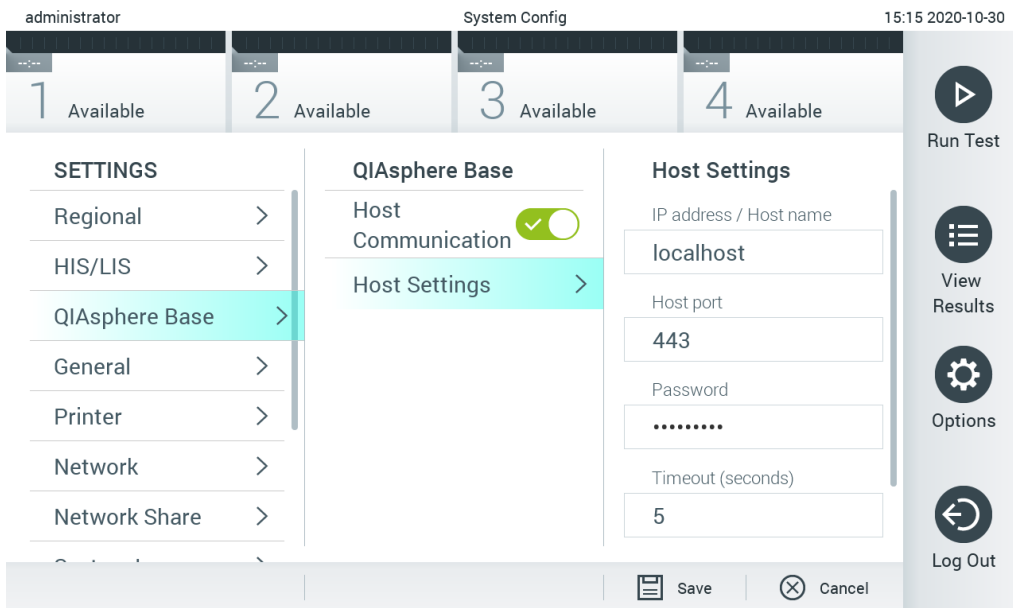 administrator
System Config
15:15 2020-10-30
--:--
--:--
--:--
--:--
1 Available
2 Available
3 Available
4 Available
Run Test
View
Results
Options
Log Out
SETTINGS
Regional
HIS/LIS
QIAsphere Base
General
Printer
Network
Network Share
QIAsphere Base
Host
Communication
Host Settings
Host Settings
IP address / Host name
localhost
Host port
443
Password
•••••••••
Timeout (seconds)
5
Save
Cancel